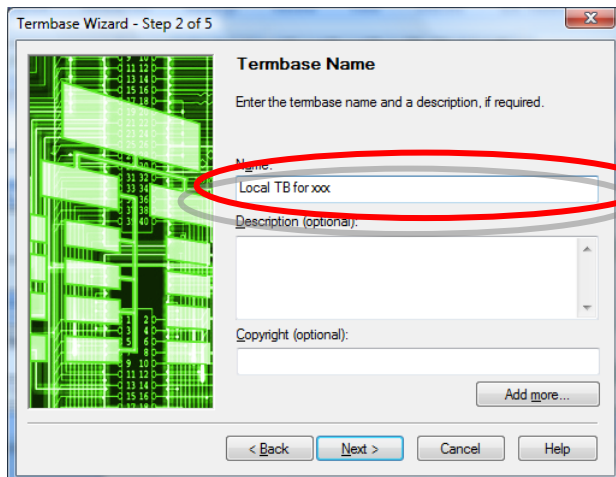 Termbase Wizard - Step 2 of 5
Termbase Name
Enter the termbase name and a description, if required.
Name:
Local TB for xxx
Description (optional):
Copyright (optional):
Add more...
< Back
Next >
Cancel
Help